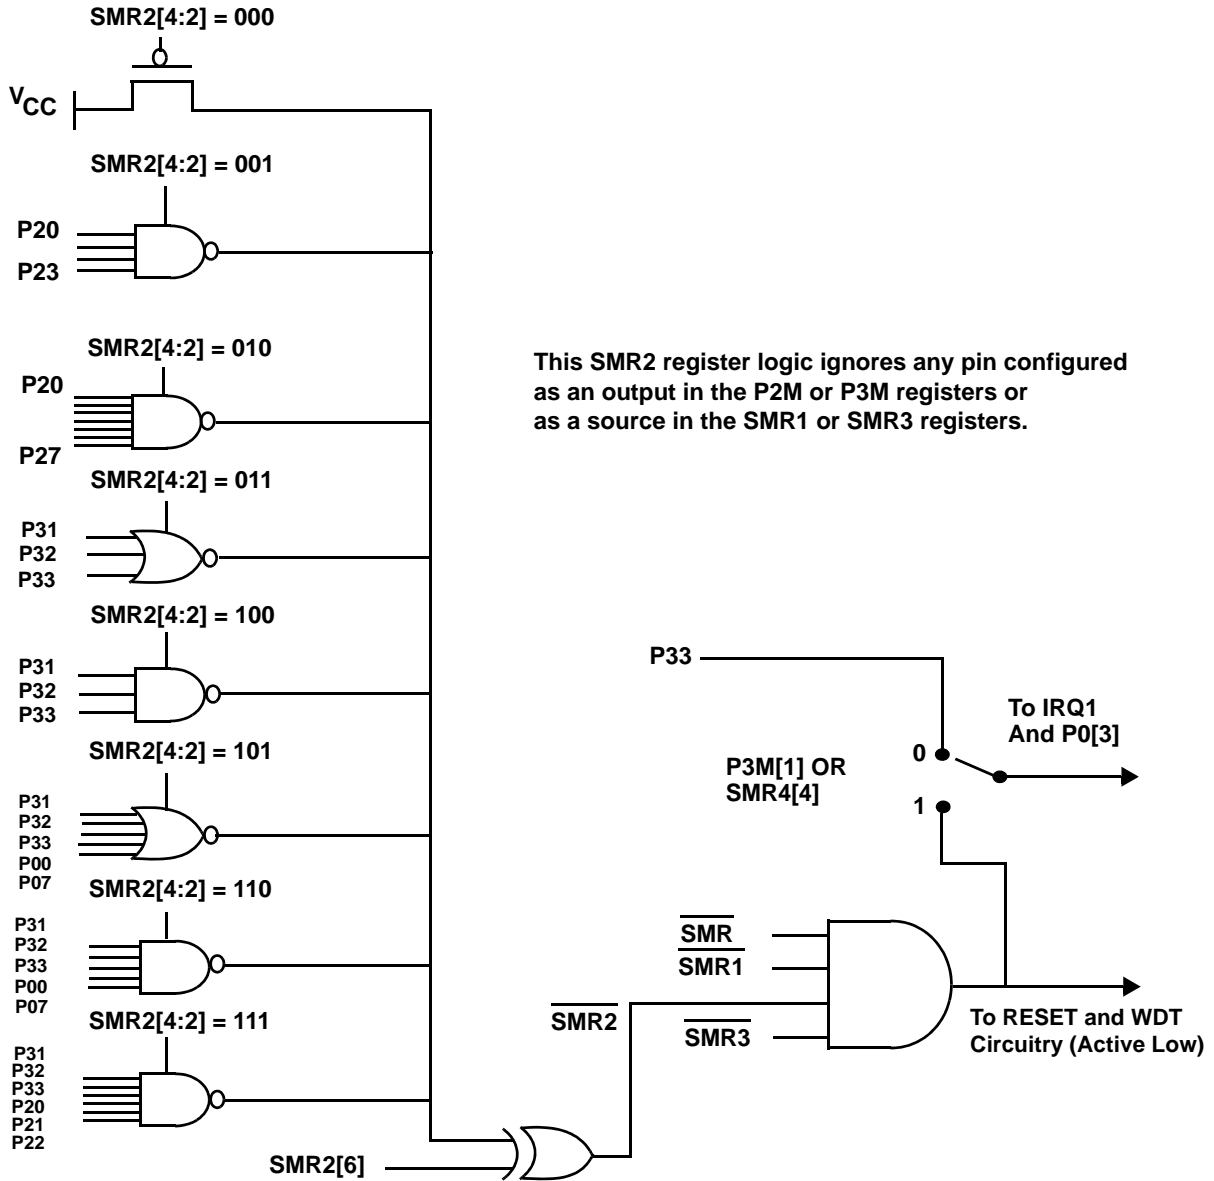 SMR2[4:2] = 000
VCC
SMR2[4:2] = 001
P20
P23
SMR2[4:2] = 010
P20
P27
This SMR2 register logic ignores any pin configured
as an output in the P2M or P3M registers or
as a source in the SMR1 or SMR3 registers.
SMR2[4:2] = 011
P31
P32
P33
SMR2[4:2] = 100
P31
P32
P33
SMR2[4:2] = 101
P31
P32
P33
P00
P07
SMR2[4:2] = 110
P31
P32
P33
P00
P07
SMR2[4:2] = 111
P31
P32
P33
P20
P21
P22
SMR2[6]
P33
To IRQ1
And P0[3]
0
P3M[1] OR
SMR4[4]
1
SMR
SMR1
SMR2
SMR3
To RESET and WDT
Circuitry (Active Low)